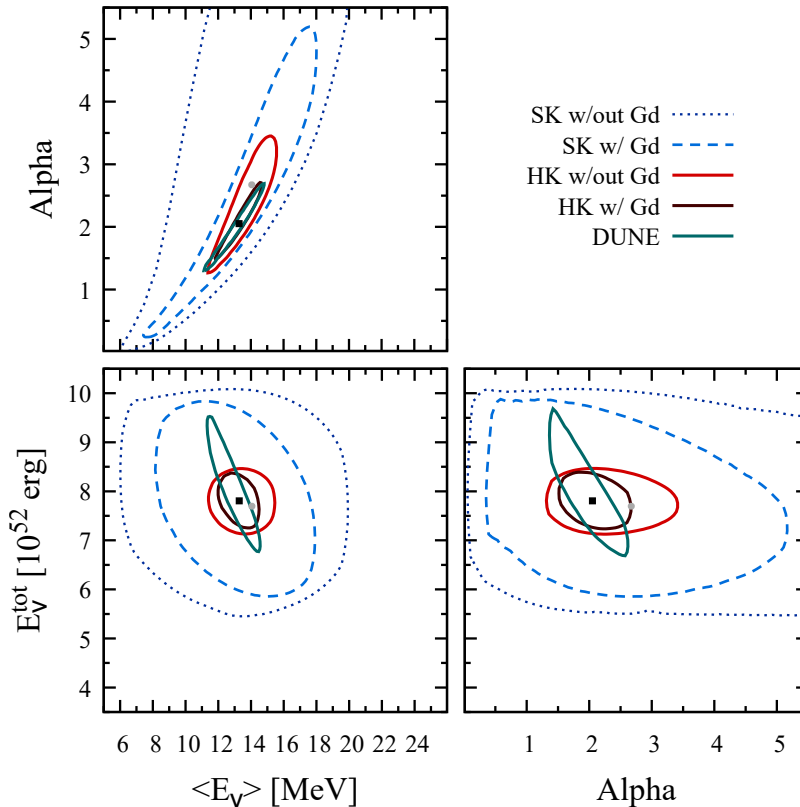 5
4
3
2
1
Alpha
SK w/out Gd
SK w/ Gd
HK w/out Gd
HK w/ Gd
DUNE
10
9
8
7
6
5
4
E_ν^tot [10^52 erg]
6 8 10 12 14 16 18 20 22 24
1 2 3 4 5
<E_ν> [MeV]
Alpha